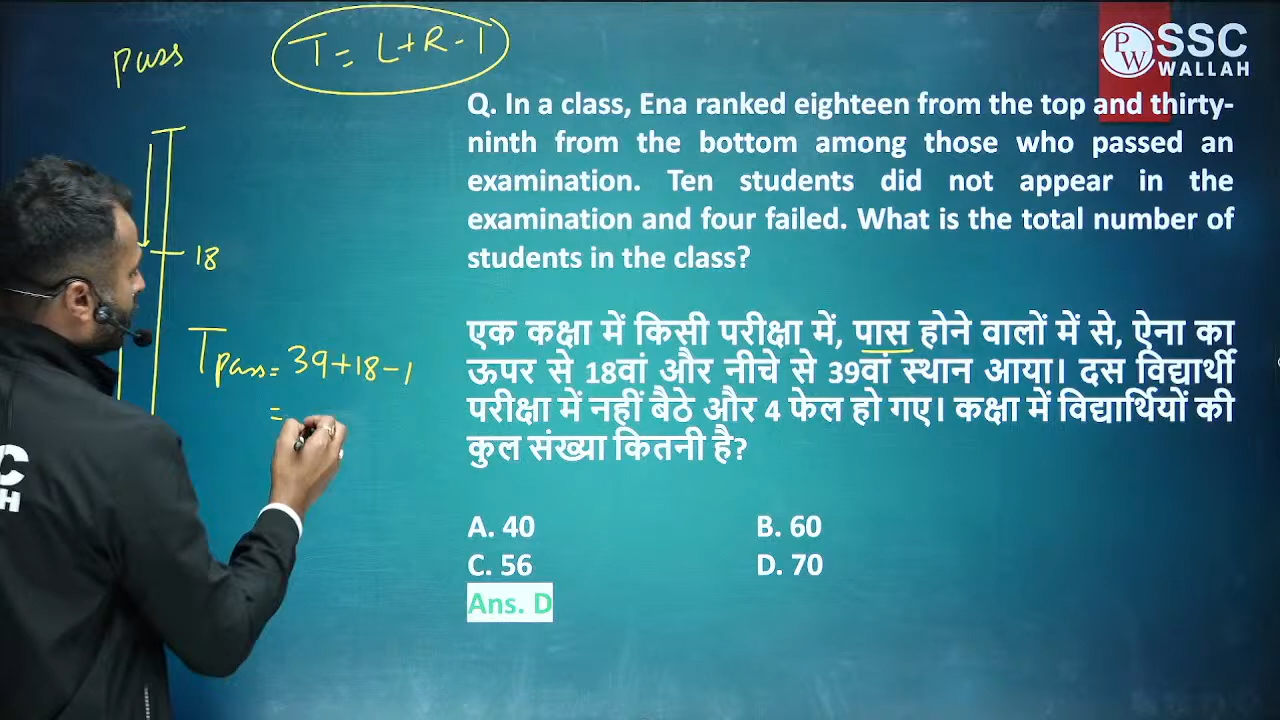 pass
T = L+R-1
PW SSC
WALLAH
Q. In a class, Ena ranked eighteen from the top and thirty-
ninth from the bottom among those who passed an
examination. Ten students did not appear in the
examination and four failed. What is the total number of
students in the class?
18
T pass = 39+18-1
=
एक कक्षा में किसी परीक्षा में, पास होने वालों में से, ऐना का
ऊपर से 18वां और नीचे से 39वां स्थान आया। दस विद्यार्थी
परीक्षा में नहीं बैठे और 4 फेल हो गए। कक्षा में विद्यार्थियों की
कुल संख्या कितनी है?
A. 40
B. 60
C. 56
D. 70
Ans. D
C
H